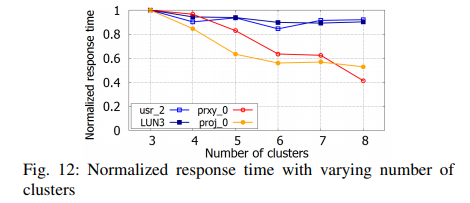 Normalized response time
1
0.8
0.6
0.4
0.2
0
usr_2 prxy_0
LUN3 proj_0
3 4 5 6 7 8
Number of clusters
Fig. 12: Normalized response time with varying number of
clusters